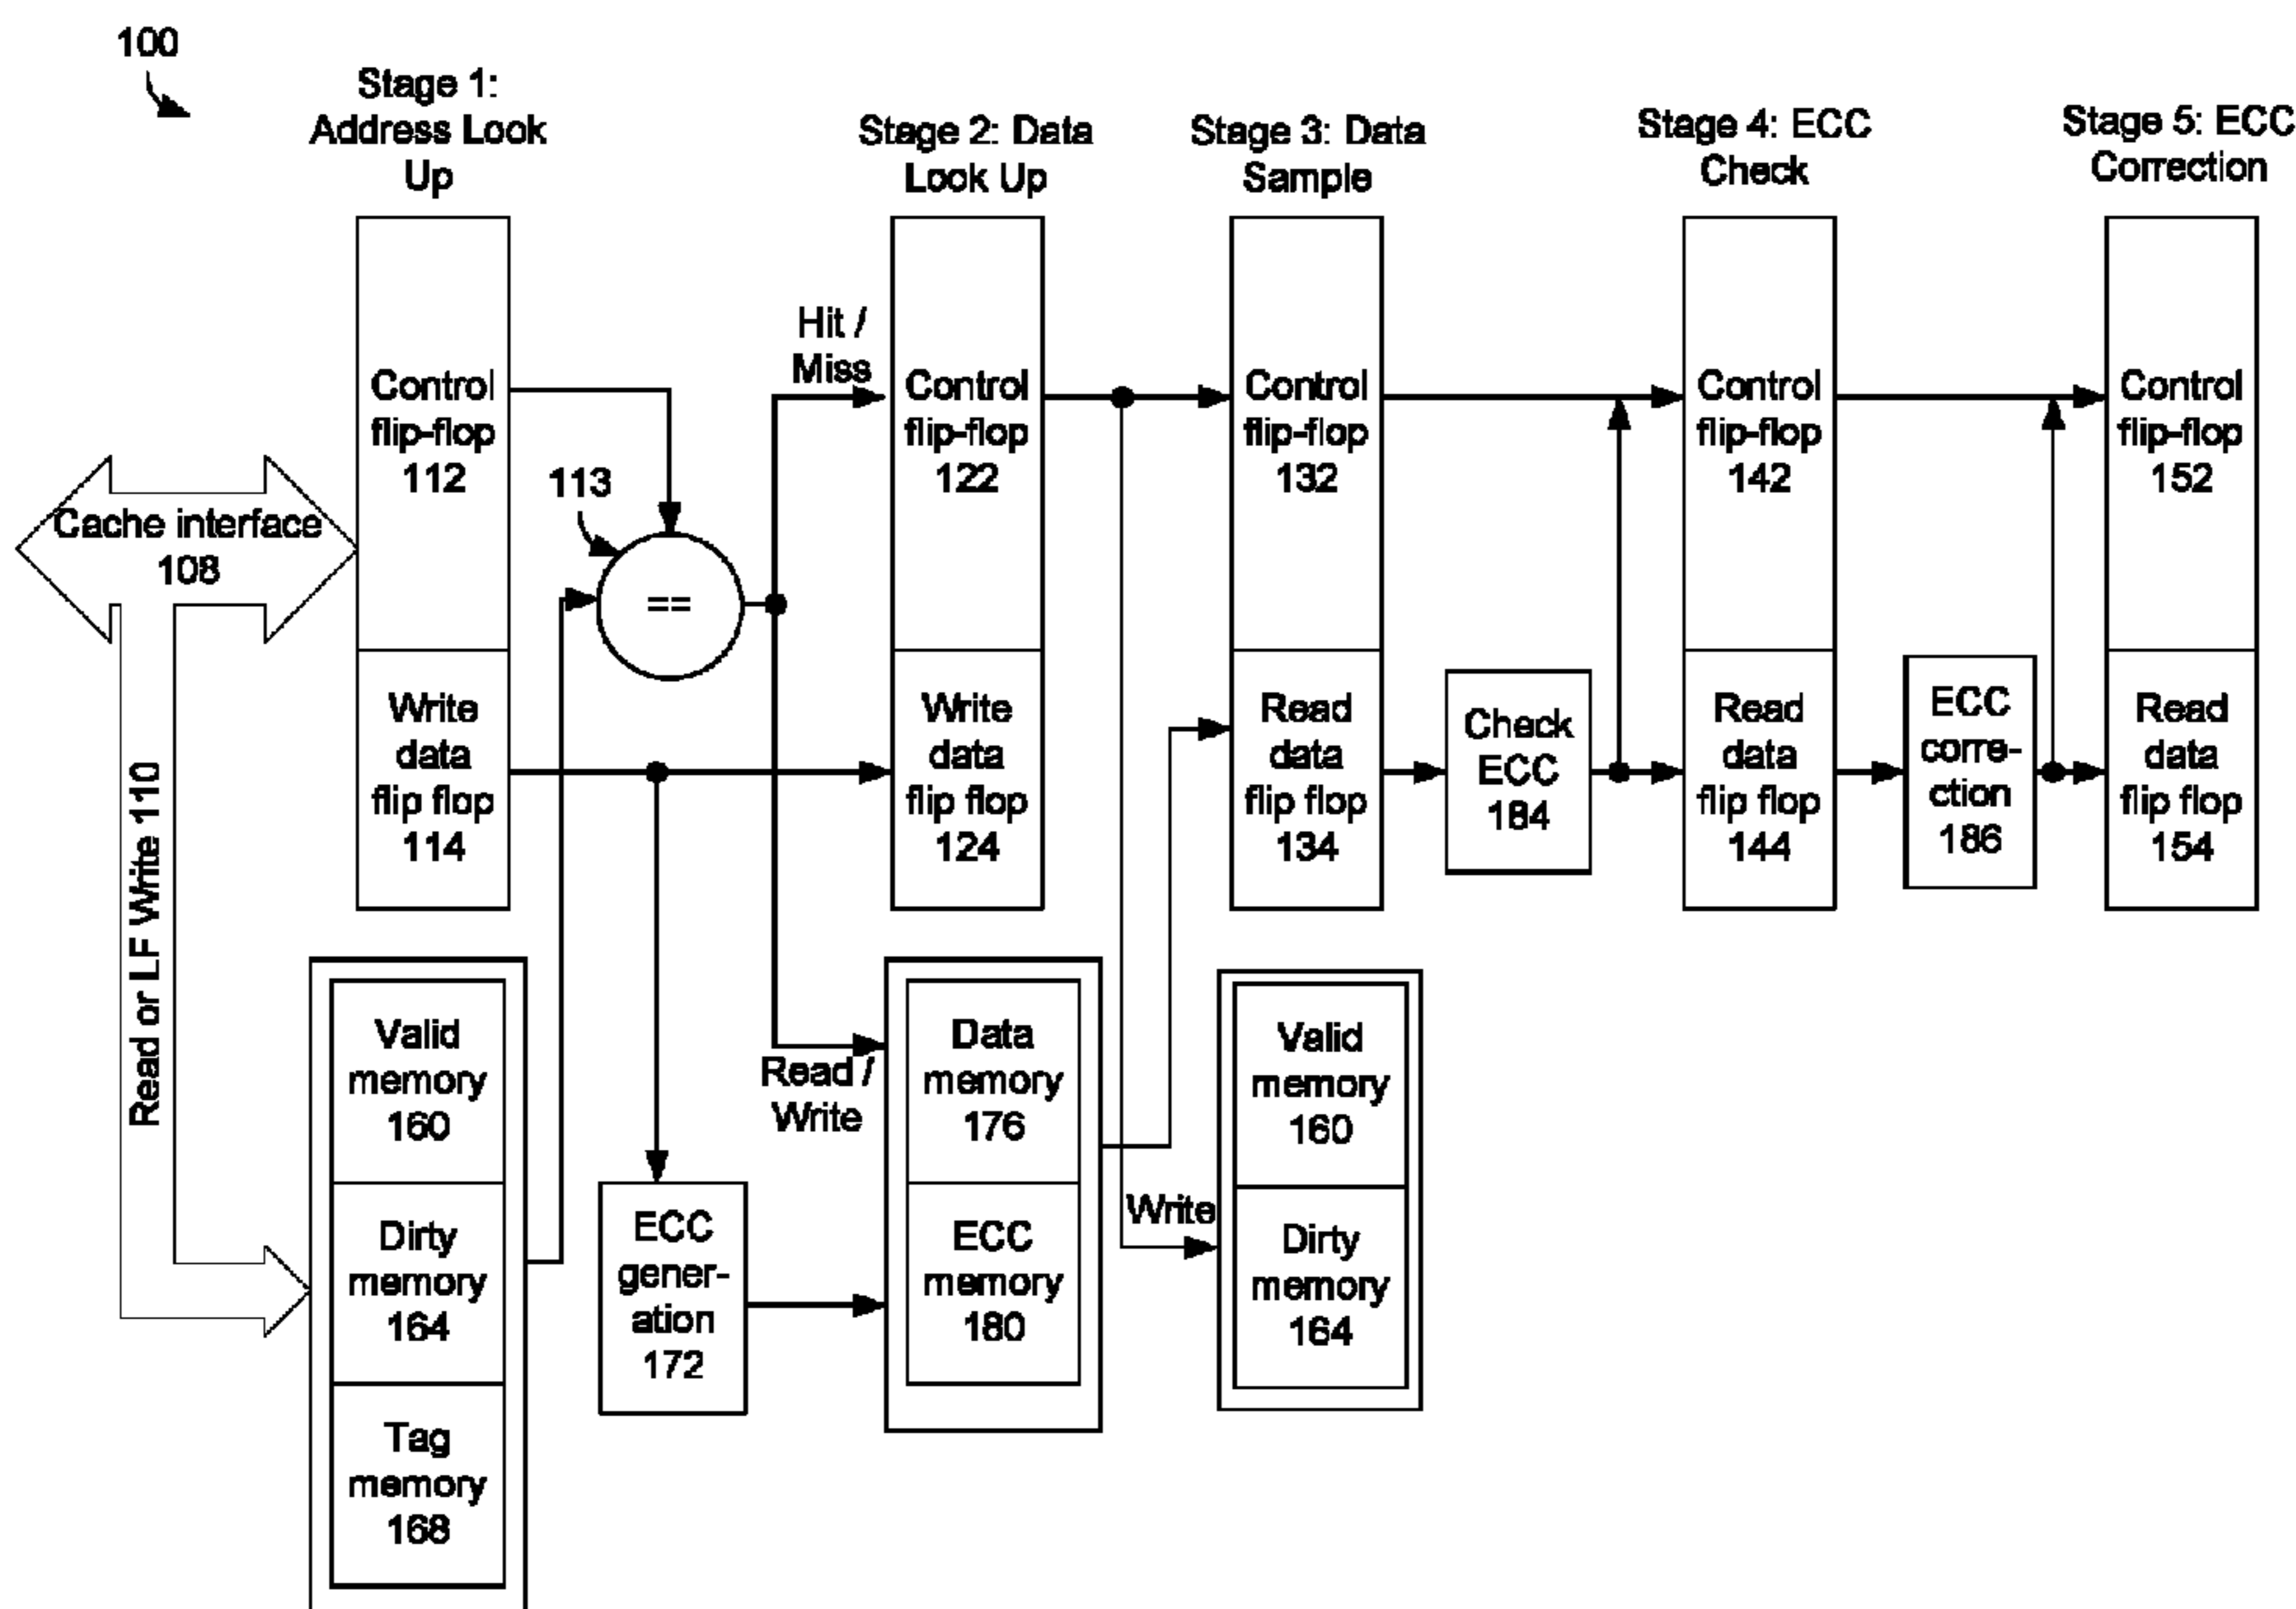 100
Stage 1:
Address Look
Up
Stage 2: Data
Look Up
Stage 3: Data
Sample
Stage 4: ECC
Check
Stage 5: ECC
Correction
Cache interface
108
Read or LF Write 110
Control
flip-flop
112
Write
data
flip flop
114
113
==
Hit /
Miss
Control
flip-flop
122
Write
data
flip flop
124
Control
flip-flop
132
Read
data
flip flop
134
Check
ECC
184
Control
flip-flop
142
Read
data
flip flop
144
ECC
corre-
ction
186
Control
flip-flop
152
Read
data
flip flop
154
Valid
memory
160
Dirty
memory
164
Tag
memory
168
ECC
gener-
ation
172
Read /
Write
Data
memory
176
ECC
memory
180
Write
Valid
memory
160
Dirty
memory
164